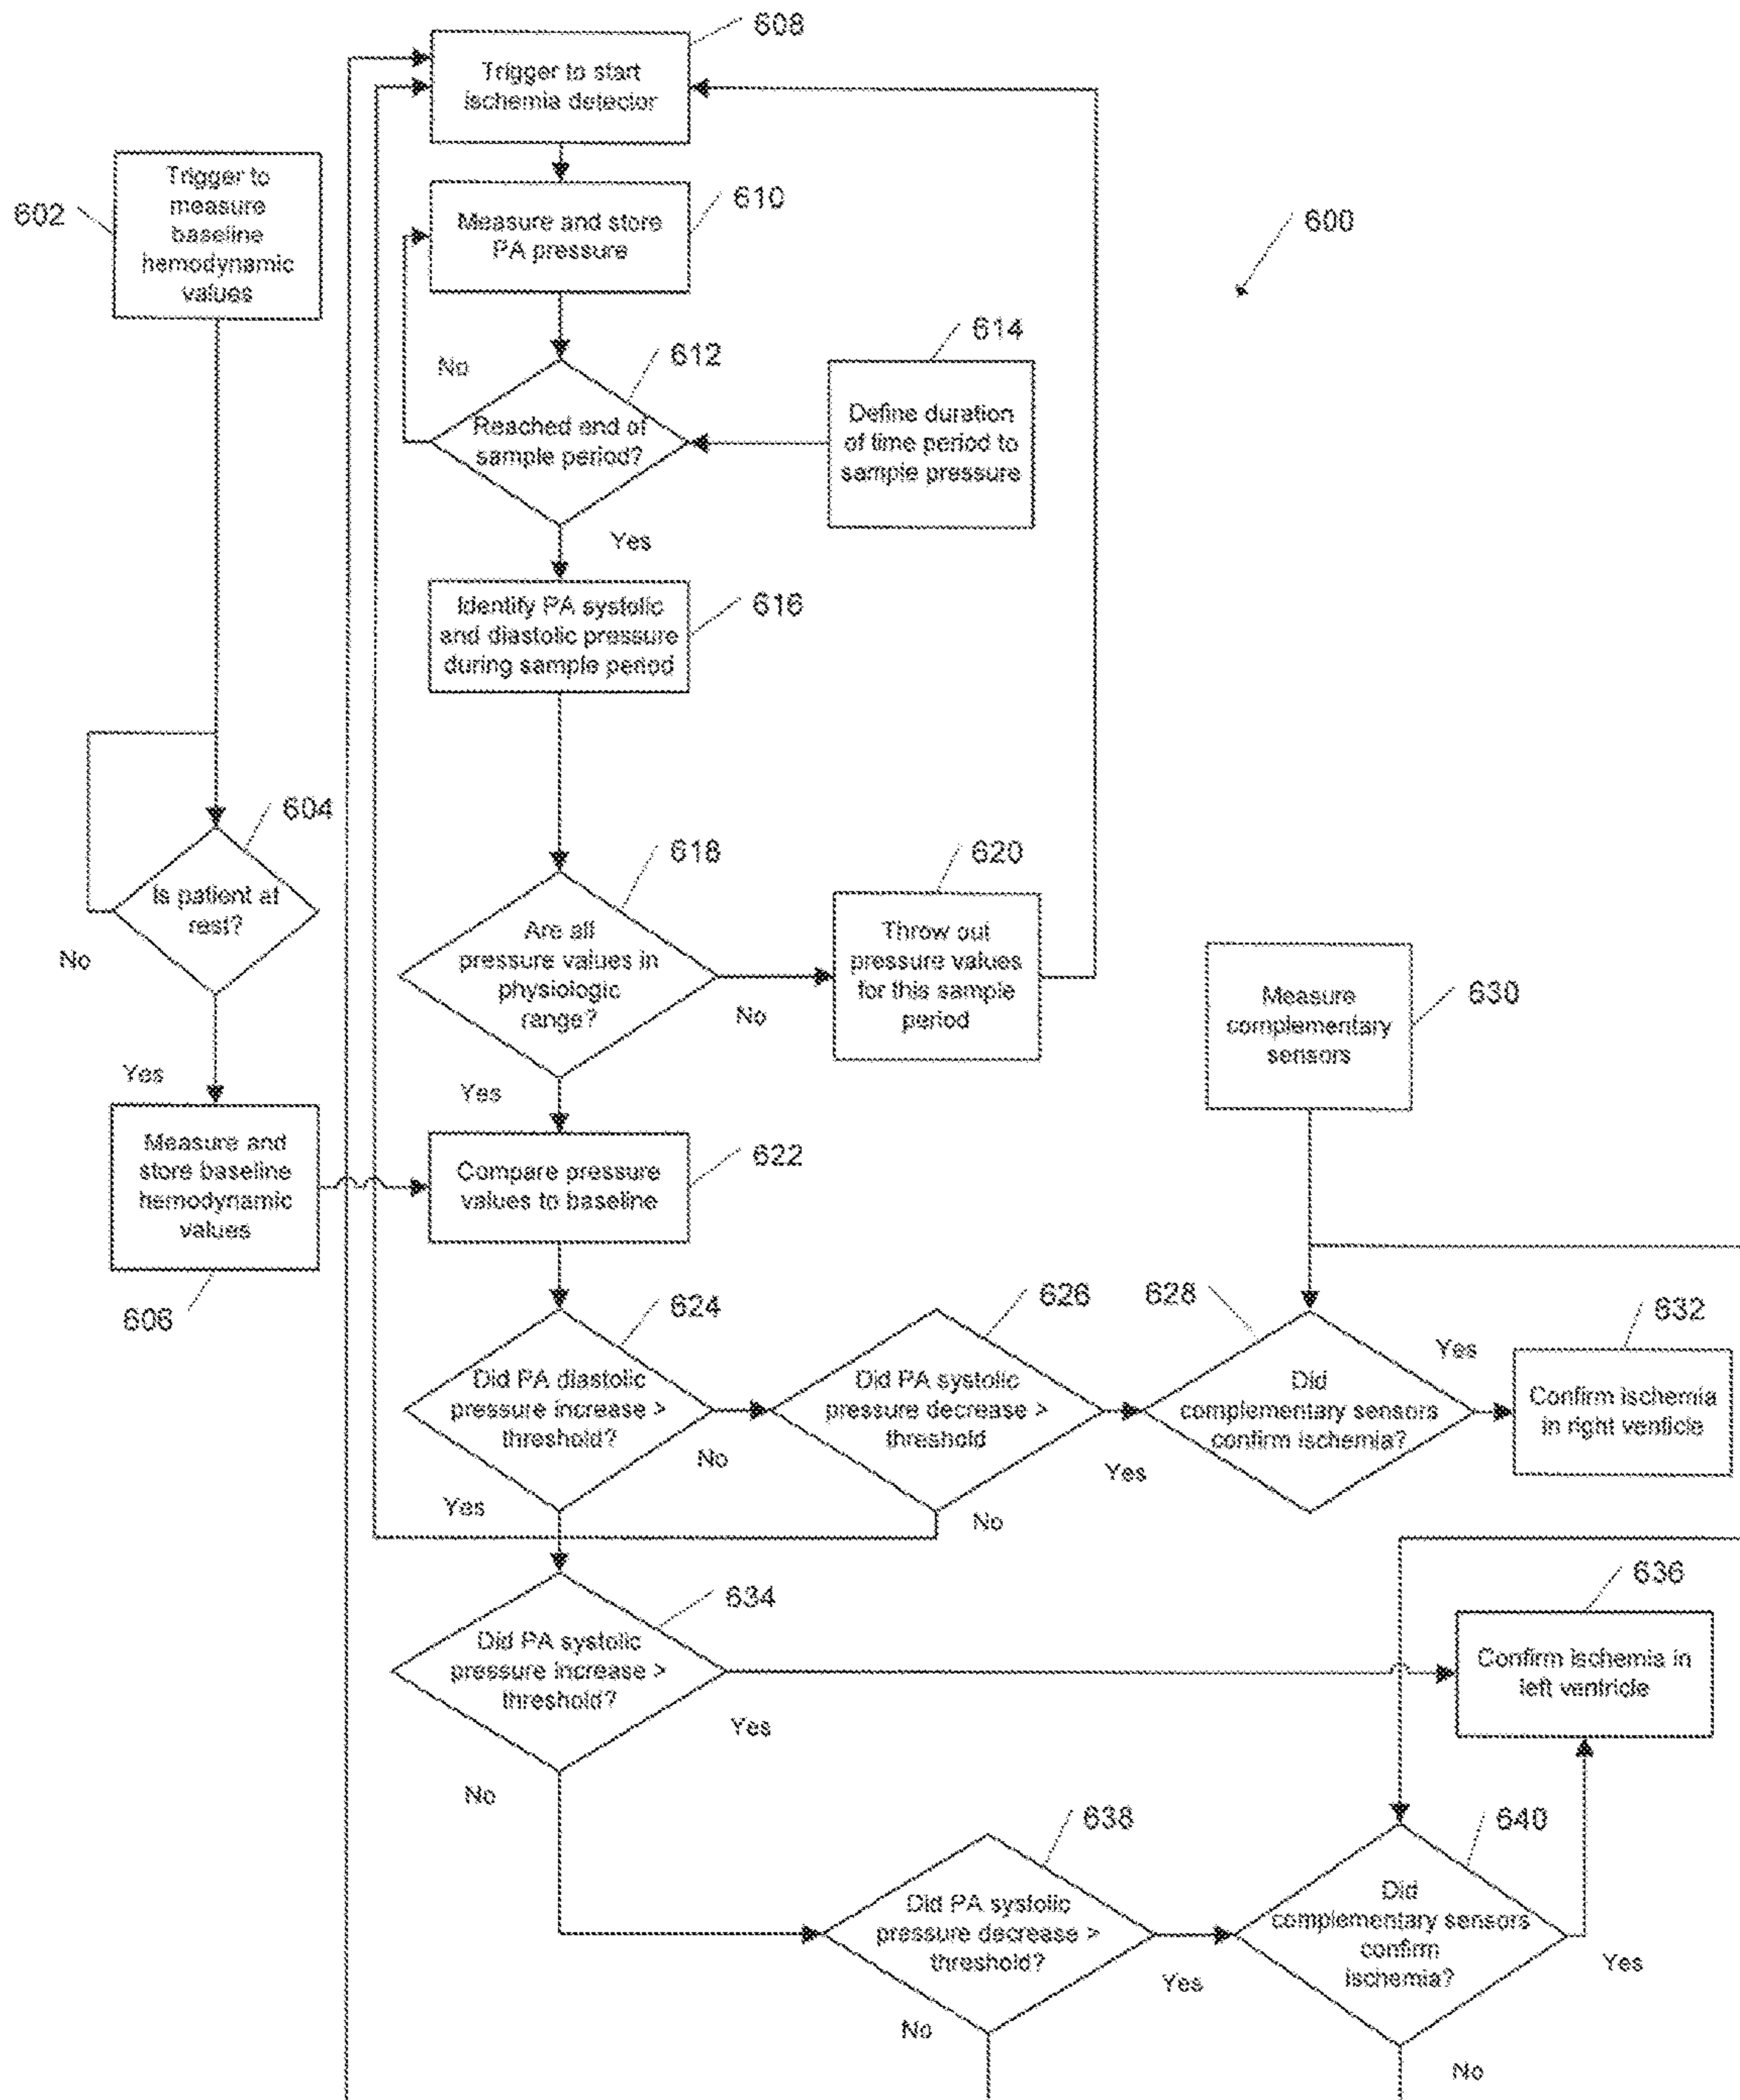 608
Trigger to start
ischemia detector
602
Trigger to
measure
baseline
hemodynamic
values
610
Measure and store
PA pressure
600
612
No
Reached end of
sample period?
Yes
614
Define duration
of time period to
sample pressure
616
Identify PA systolic
and diastolic pressure
during sample period
604
Is patient at
rest?
No
Yes
618
Are all
pressure values in
physiologic
range?
No
Yes
620
Throw out
pressure values
for this sample
period
630
Measure
complementary
sensors
Measure and
store baseline
hemodynamic
values
606
622
Compare pressure
values to baseline
624
Did PA diastolic
pressure increase >
threshold?
No
Yes
626
Did PA systolic
pressure decrease >
threshold
Yes
No
628
Did
complementary sensors
confirm ischemia?
Yes
632
Confirm ischemia
in right venticle
634
Did PA systolic
pressure increase >
threshold?
Yes
No
636
Confirm ischemia in
left ventricle
638
Did PA systolic
pressure decrease >
threshold?
Yes
No
640
Did
complementary sensors
confirm
ischemia?
Yes
No